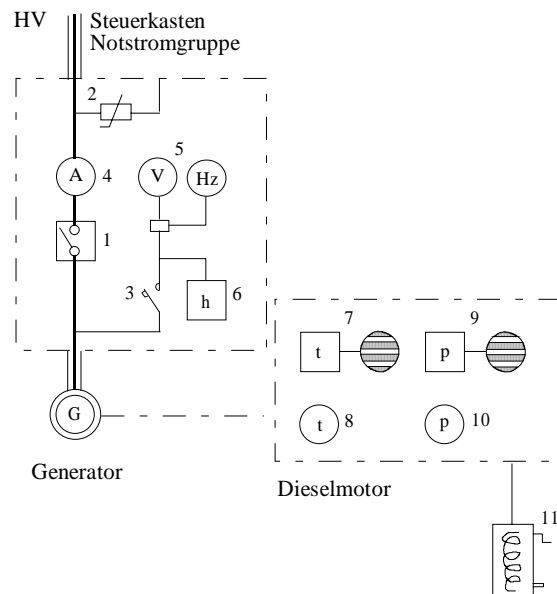 HV
Steuerkasten
Notstromgruppe
2
5
A
4
V
Hz
1
3
h
6
7
9
t
p
G
t
8
p
10
Generator
Dieselmotor
11